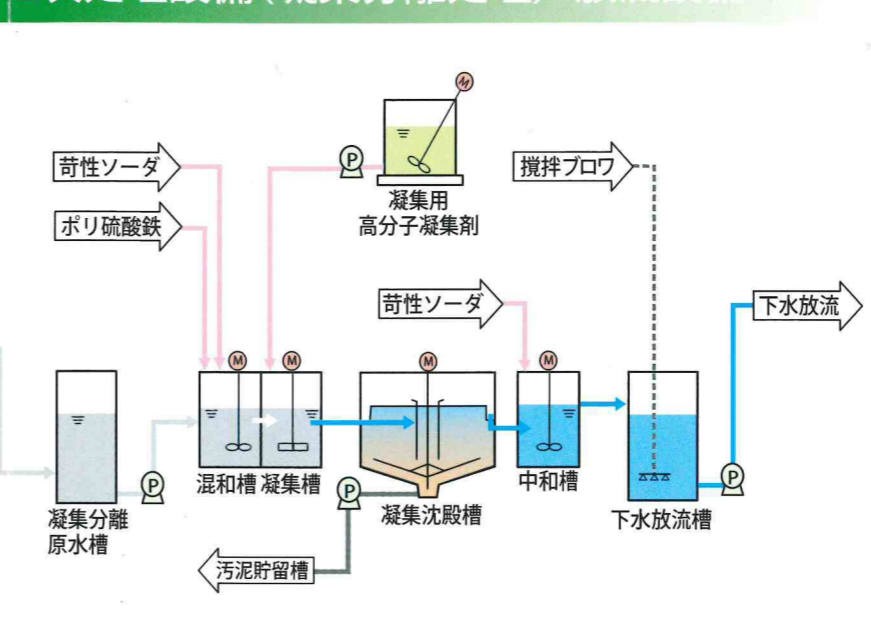 M
苛性ソーダ
P
撹拌ブロワ
凝集用
高分子凝集剤
ポリ硫酸鉄
苛性ソーダ
下水放流
M
M
M
M
P
P
P
混和槽
凝集槽
凝集沈殿槽
中和槽
下水放流槽
凝集分離
原水槽
汚泥貯留槽